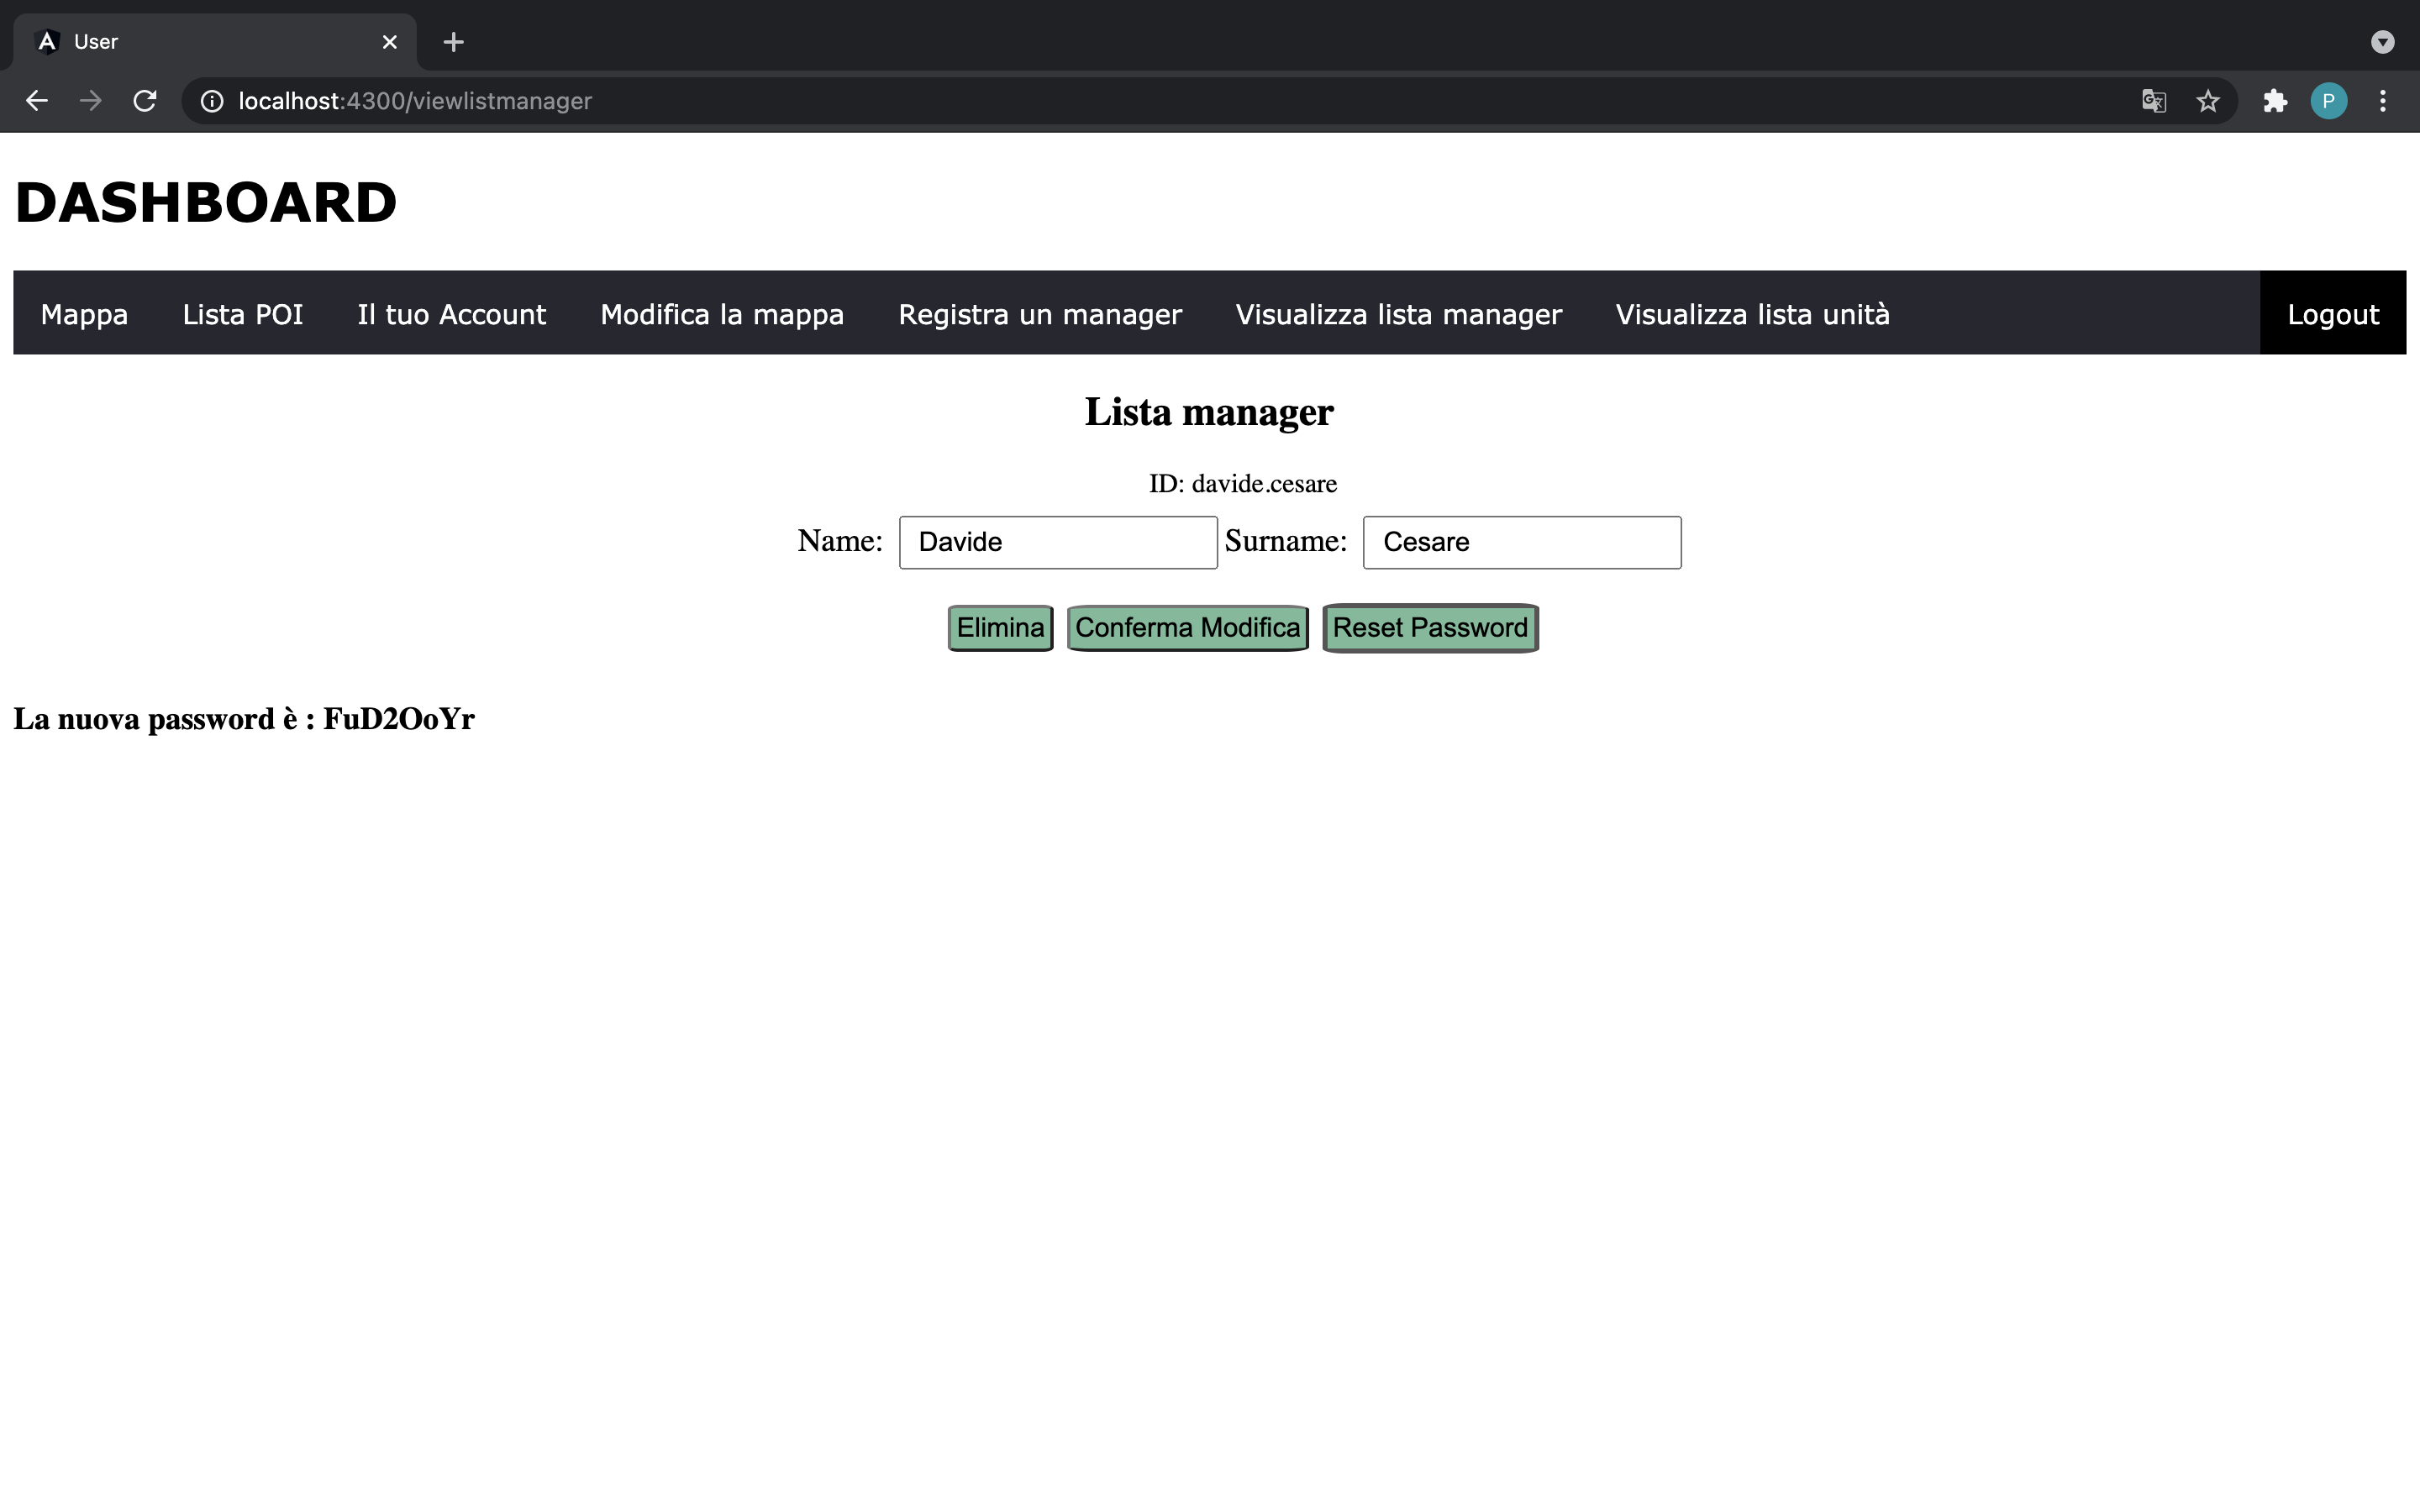 User
localhost:4300/viewlistmanager
P
DASHBOARD
Mappa Lista POI Il tuo Account Modifica la mappa Registra un manager Visualizza lista manager Visualizza lista unità Logout
Lista manager
ID: davide.cesare
Name: Davide Surname: Cesare
Elimina Conferma Modifica Reset Password
La nuova password è : FuD2OoYr